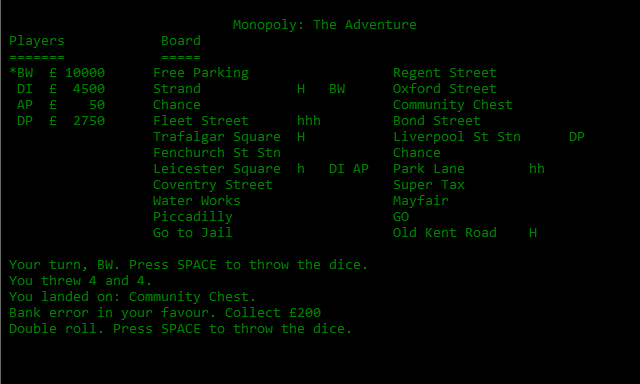 Monopoly: The Adventure
Players Board
======= =====
*BW £ 10000 Free Parking Regent Street
DI £ 4500 Strand H BW Oxford Street
AP £ 50 Chance Community Chest
DP £ 2750 Fleet Street hhh Bond Street
Trafalgar Square H Liverpool St Stn DP
Fenchurch St Stn Chance
Leicester Square h DI AP Park Lane hh
Coventry Street Super Tax
Water Works Mayfair
Piccadilly GO
Go to Jail Old Kent Road H
Your turn, BW. Press SPACE to throw the dice.
You threw 4 and 4.
You landed on: Community Chest.
Bank error in your favour. Collect £200
Double roll. Press SPACE to throw the dice.